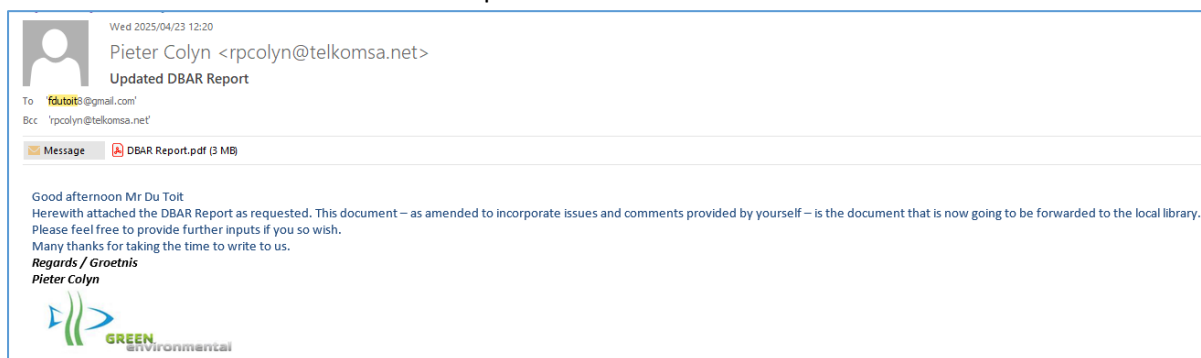 Wed 2025/04/23 12:20
Pieter Colyn <rpcolyn@telkomsa.net>
Updated DBAR Report
To 'fdutoit8@gmail.com'
Bcc 'rpcolyn@telkomsa.net'
Message DBAR Report.pdf (3 MB)
Good afternoon Mr Du Toit
Herewith attached the DBAR Report as requested. This document – as amended to incorporate issues and comments provided by yourself – is the document that is now going to be forwarded to the local library.
Please feel free to provide further inputs if you so wish.
Many thanks for taking the time to write to us.
Regards / Groetnis
Pieter Colyn
GREEN
environmental